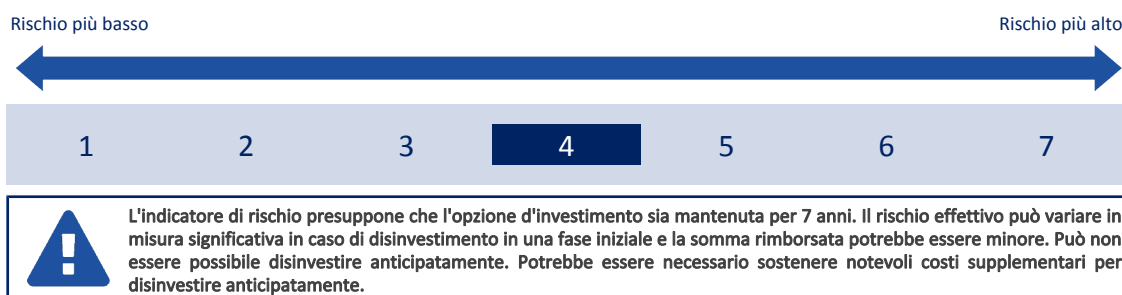 Rischio più basso Rischio più alto
1 2 3 4 5 6 7
L'indicatore di rischio presuppone che l'opzione d'investimento sia mantenuta per 7 anni. Il rischio effettivo può variare in
misura significativa in caso di disinvestimento in una fase iniziale e la somma rimborsata potrebbe essere minore. Può non
essere possibile disinvestire anticipatamente. Potrebbe essere necessario sostenere notevoli costi supplementari per
disinvestire anticipatamente.